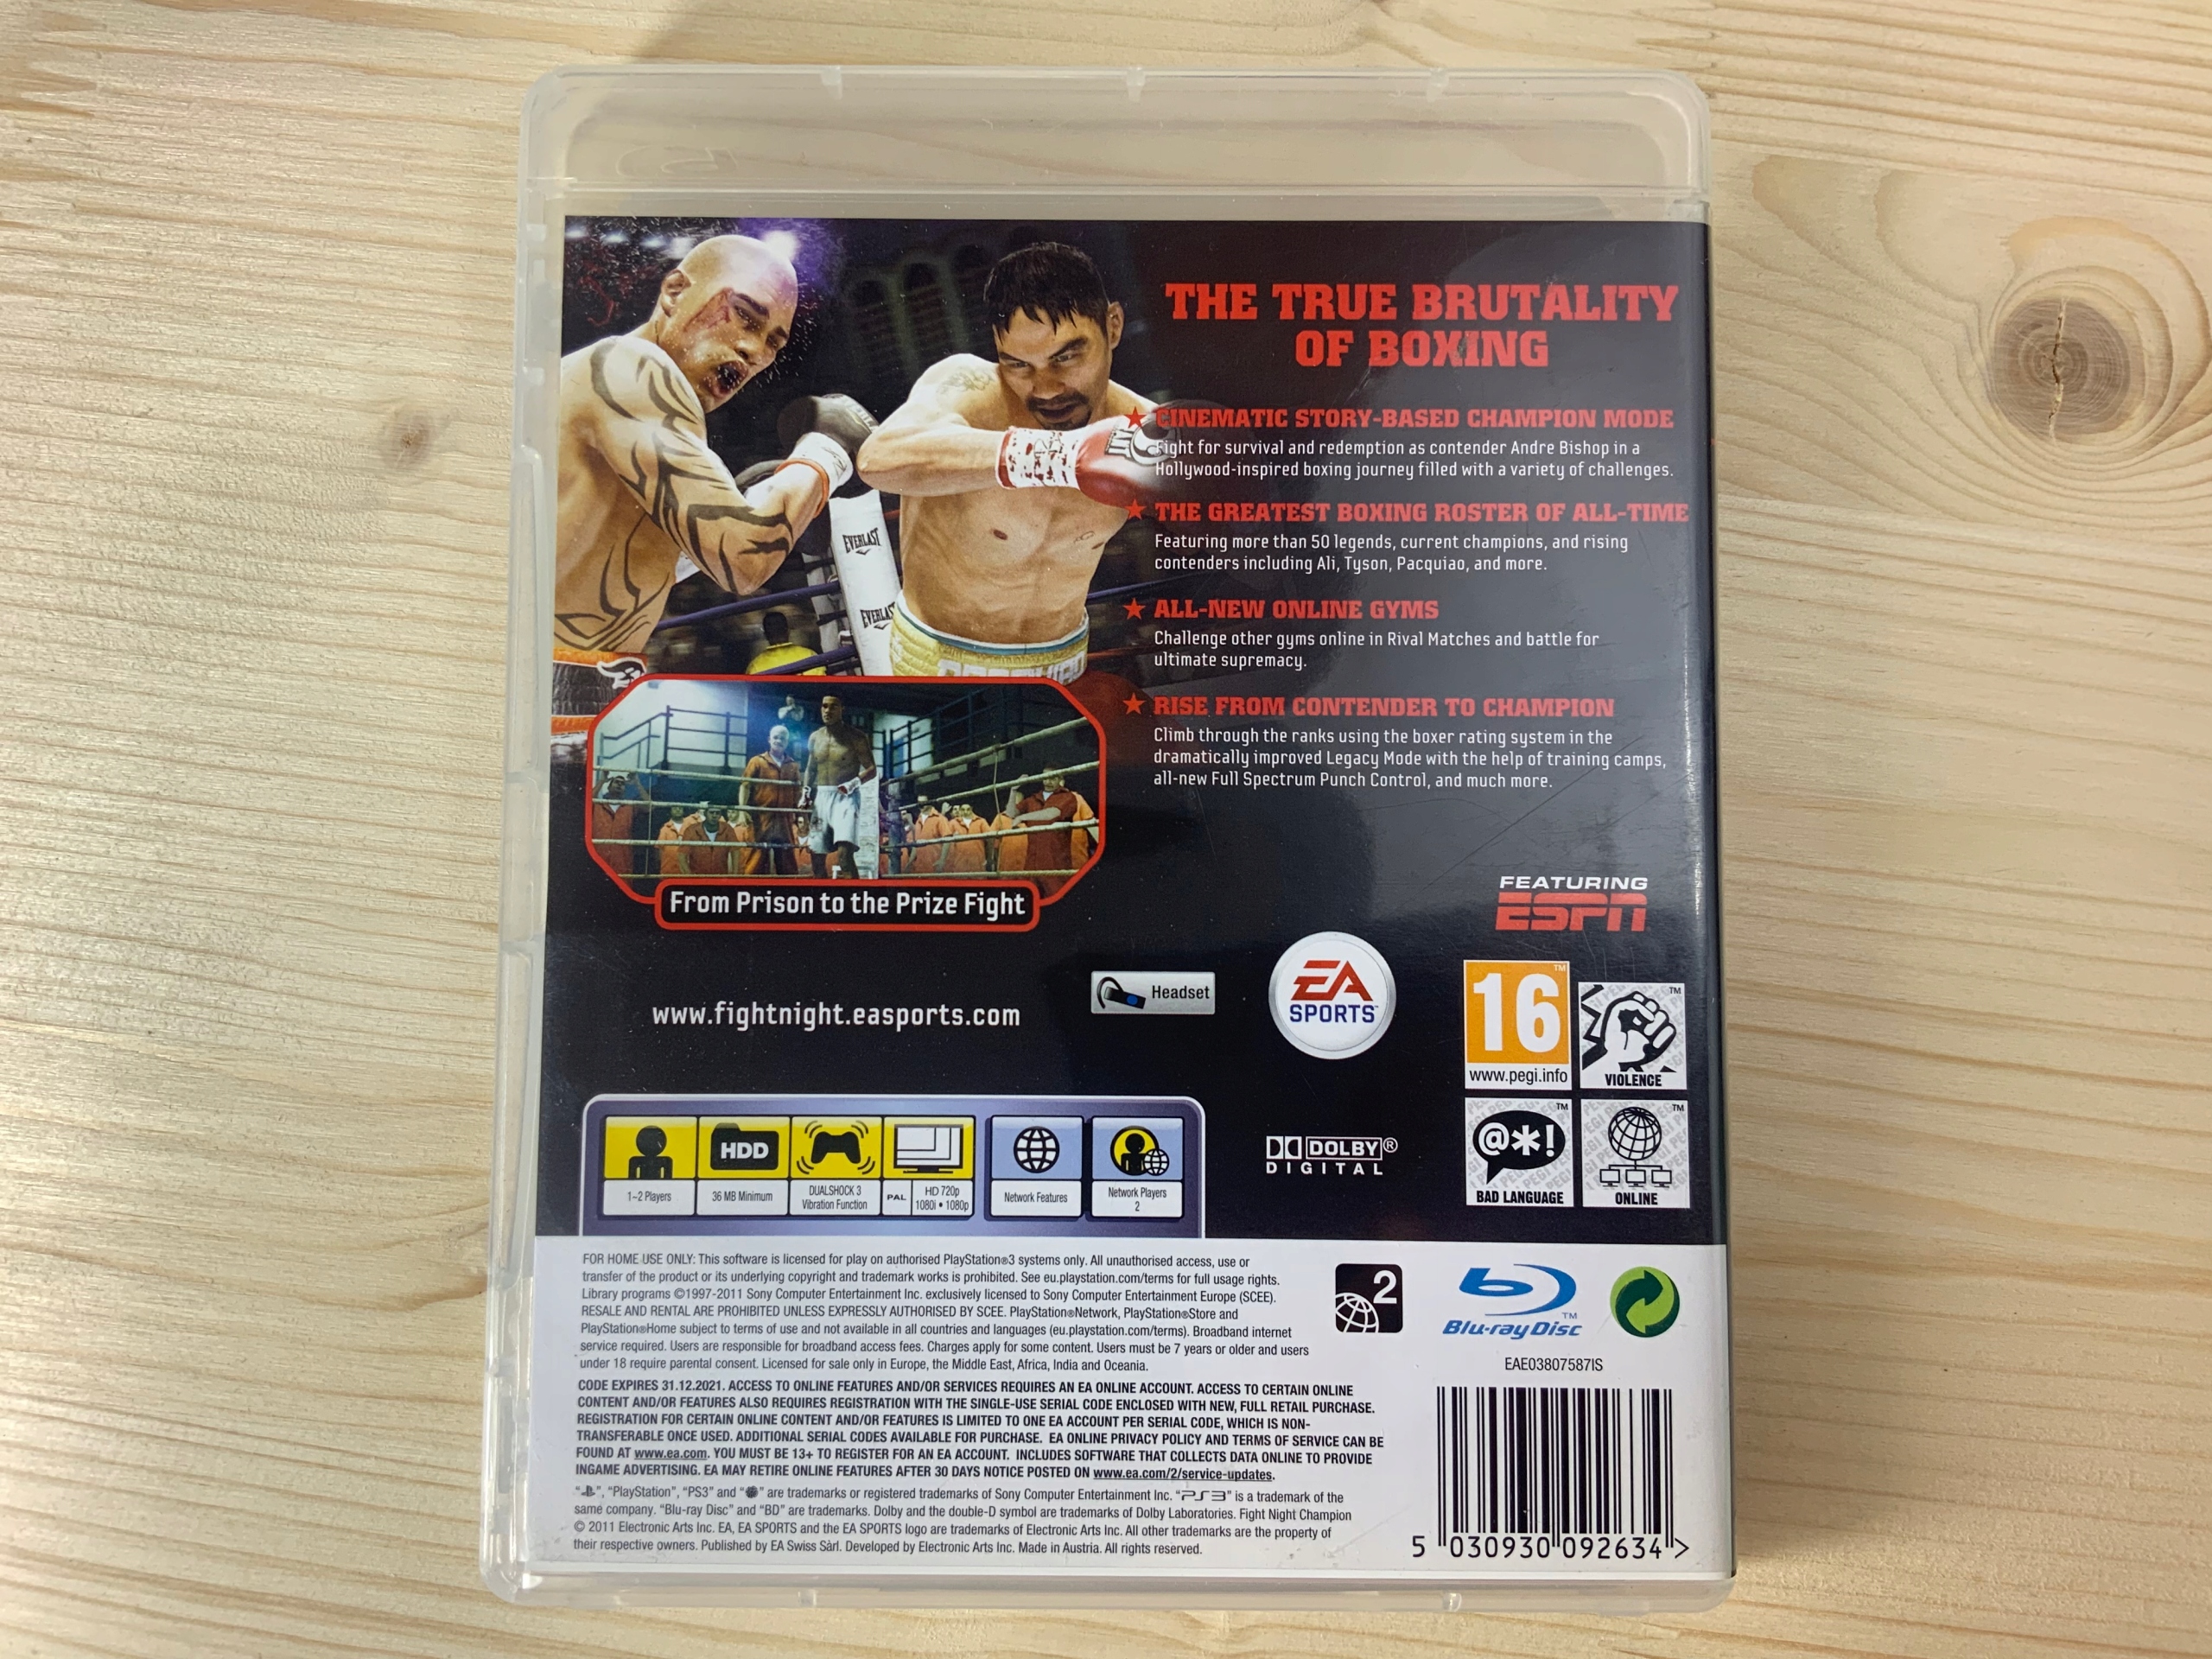 THE TRUE BRUTALITY
OF BOXING
CINEMATIC STORY-BASED CHAMPION MODE
Fight for survival and redemption as contender Andre Bishop in a
Hollywood-inspired boxing journey filled with a variety of challenges.
THE GREATEST BOXING ROSTER OF ALL-TIME
Featuring more than 50 legends, current champions, and rising
contenders including Ali, Tyson, Pacquiao, and more.
ALL-NEW ONLINE GYMS
Challenge other gyms online in Rival Matches and battle for
ultimate supremacy.
RISE FROM CONTENDER TO CHAMPION
Climb through the ranks using the boxer rating system in the
dramatically improved Legacy Mode with the help of training camps,
all-new Full Spectrum Punch Control, and much more.
EVERLAST
EVERLAST
From Prison to the Prize Fight
FEATURING
ESPN
www.fightnight.easports.com
Headset
EA
SPORTS™
16™
www.pegi.info
VIOLENCE
™
@*!
BAD LANGUAGE
™
ONLINE
™
DOLBY®
DIGITAL
HDD
1~2 Players
36 MB Minimum
DUALSHOCK 3
Vibration Function
PAL
HD 720p
1080i • 1080p
Network Features
Network Players
2
FOR HOME USE ONLY: This software is licensed for play on authorised PlayStation®3 systems only. All unauthorised access, use or
transfer of the product or its underlying copyright and trademark works is prohibited. See eu.playstation.com/terms for full usage rights.
Library programs ©1997-2011 Sony Computer Entertainment Inc. exclusively licensed to Sony Computer Entertainment Europe (SCEE).
RESALE AND RENTAL ARE PROHIBITED UNLESS EXPRESSLY AUTHORISED BY SCEE. PlayStation®Network, PlayStation®Store and
PlayStation®Home subject to terms of use and not available in all countries and languages (eu.playstation.com/terms). Broadband internet
service required. Users are responsible for broadband access fees. Charges apply for some content. Users must be 7 years or older and users
under 18 require parental consent. Licensed for sale only in Europe, the Middle East, Africa, India and Oceania.
CODE EXPIRES 31.12.2021. ACCESS TO ONLINE FEATURES AND/OR SERVICES REQUIRES AN EA ONLINE ACCOUNT. ACCESS TO CERTAIN ONLINE
CONTENT AND/OR FEATURES ALSO REQUIRES REGISTRATION WITH THE SINGLE-USE SERIAL CODE ENCLOSED WITH NEW, FULL RETAIL PURCHASE.
REGISTRATION FOR CERTAIN ONLINE CONTENT AND/OR FEATURES IS LIMITED TO ONE EA ACCOUNT PER SERIAL CODE, WHICH IS NON-
TRANSFERABLE ONCE USED. ADDITIONAL SERIAL CODES AVAILABLE FOR PURCHASE. EA ONLINE PRIVACY POLICY AND TERMS OF SERVICE CAN BE
FOUND AT www.ea.com. YOU MUST BE 13+ TO REGISTER FOR AN EA ACCOUNT. INCLUDES SOFTWARE THAT COLLECTS DATA ONLINE TO PROVIDE
INGAME ADVERTISING. EA MAY RETIRE ONLINE FEATURES AFTER 30 DAYS NOTICE POSTED ON www.ea.com/2/service-updates.
"", "PlayStation", "PS3" and "" are trademarks or registered trademarks of Sony Computer Entertainment Inc. "PS3" is a trademark of the
same company. "Blu-ray Disc" and "BD" are trademarks. Dolby and the double-D symbol are trademarks of Dolby Laboratories. Fight Night Champion
© 2011 Electronic Arts Inc. EA, EA SPORTS and the EA SPORTS logo are trademarks of Electronic Arts Inc. All other trademarks are the property of
their respective owners. Published by EA Swiss Sàrl. Developed by Electronic Arts Inc. Made in Austria. All rights reserved.
2
Blu-ray Disc™
EAE03807587IS
5 030930 092634 >